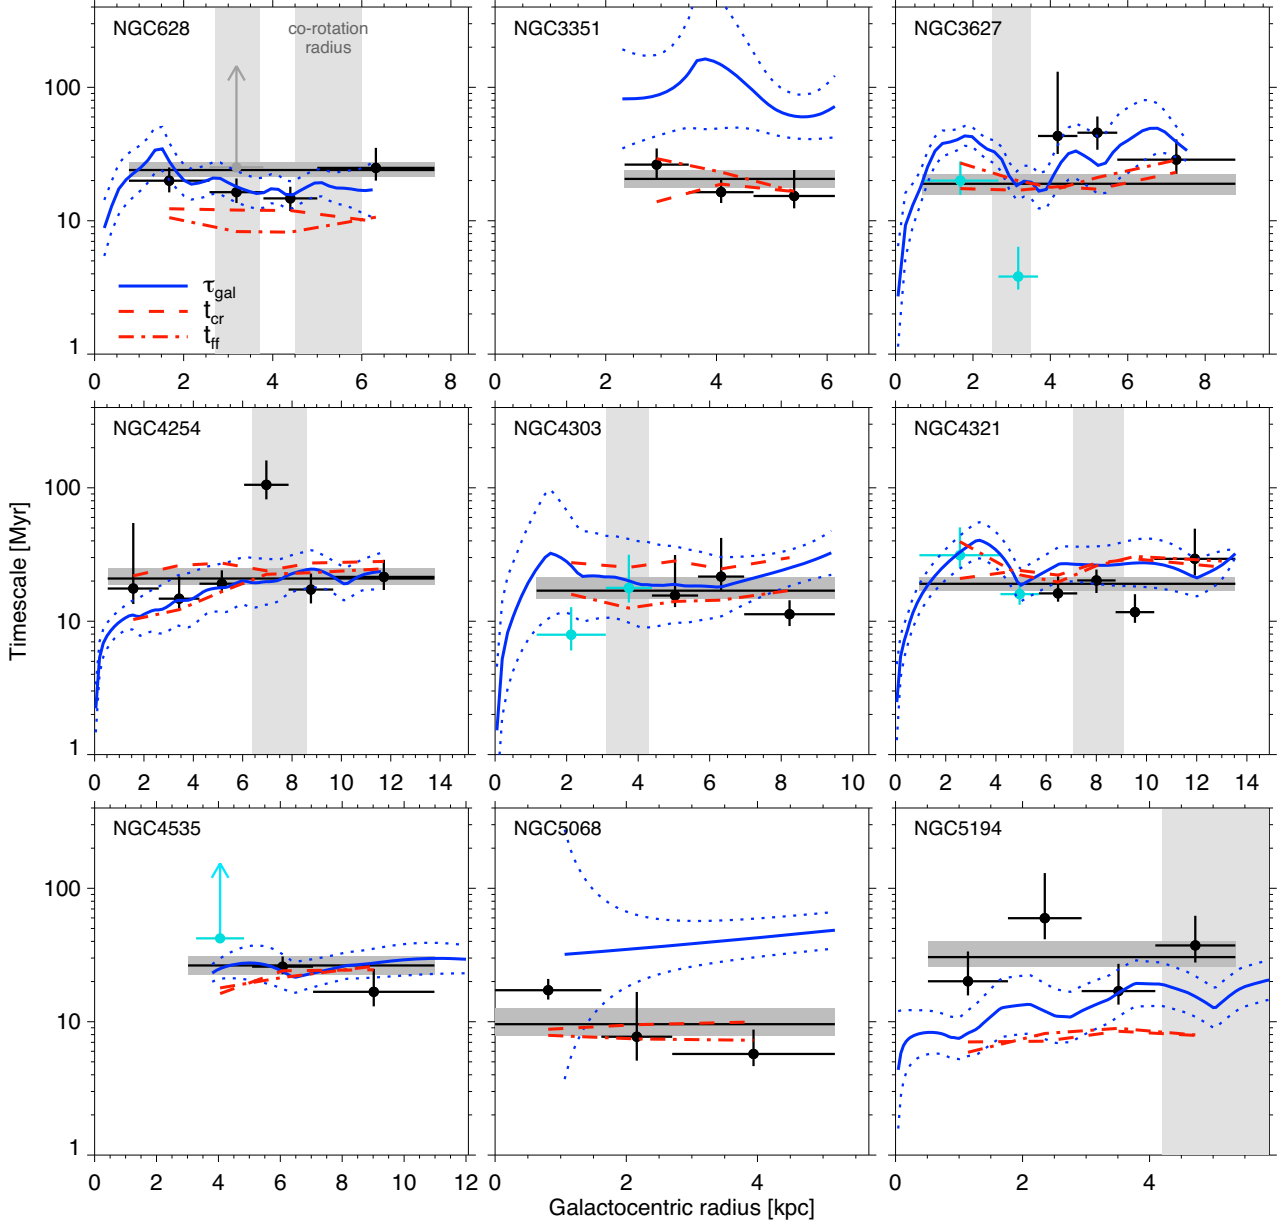 NGC628
co-rotation
radius
τgal
tcr
tff
100
10
1
0 2 4 6 8
NGC3351
0 2 4 6
NGC3627
0 2 4 6 8
Timescale [Myr]
NGC4254
100
10
1
0 2 4 6 8 10 12 14
NGC4303
0 2 4 6 8 10
NGC4321
0 2 4 6 8 10 12 14
NGC4535
100
10
1
0 2 4 6 8 10 12
NGC5068
0 2 4
NGC5194
0 2 4
Galactocentric radius [kpc]